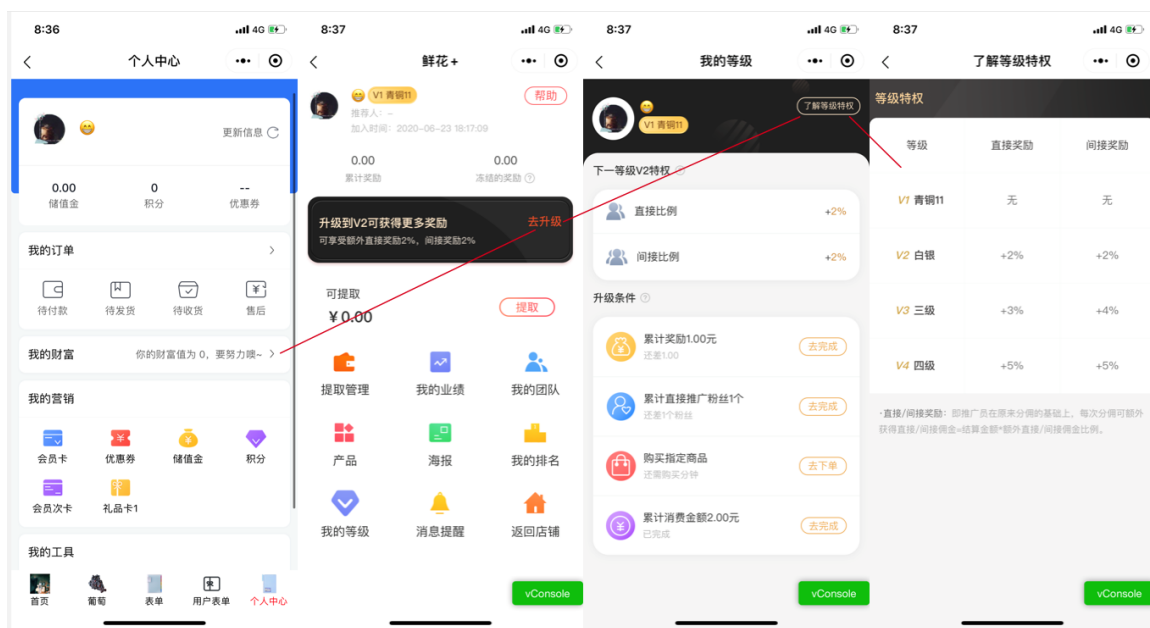 8:36
4G
个人中心
更新信息
0.00
0
--
储值金
积分
优惠券
我的订单
待付款
待发货
待收货
售后
我的财富
你的财富值为 0，要努力噢~
我的营销
会员卡
优惠券
储值金
积分
会员次卡
礼品卡1
我的工具
首页
葡萄
表单
用户表单
个人中心
8:37
4G
鲜花+
V1 青铜11
帮助
推荐人：-
加入时间：2020-06-23 18:17:09
0.00
0.00
累计奖励
冻结的奖励
升级到V2可获得更多奖励
去升级
可享受额外直接奖励2%，间接奖励2%
可提取
¥0.00
提取
提取管理
我的业绩
我的团队
产品
海报
我的排名
我的等级
消息提醒
返回店铺
vConsole
8:37
4G
我的等级
了解等级特权
V1 青铜11
下一等级V2特权
直接比例
+2%
间接比例
+2%
升级条件
累计奖励1.00元
还差1.00
去完成
累计直接推广粉丝1个
还差1个粉丝
去完成
购买指定商品
还需购买分钟
去下单
累计消费金额2.00元
已完成
去完成
vConsole
8:37
4G
了解等级特权
等级特权
等级
直接奖励
间接奖励
V1 青铜11
无
无
V2 白银
+2%
+2%
V3 三级
+3%
+4%
V4 四级
+5%
+5%
·直接/间接奖励：即推广员在原来分佣的基础上，每次分佣可额外
获得直接/间接佣金=结算金额*额外直接/间接佣金比例。
vConsole